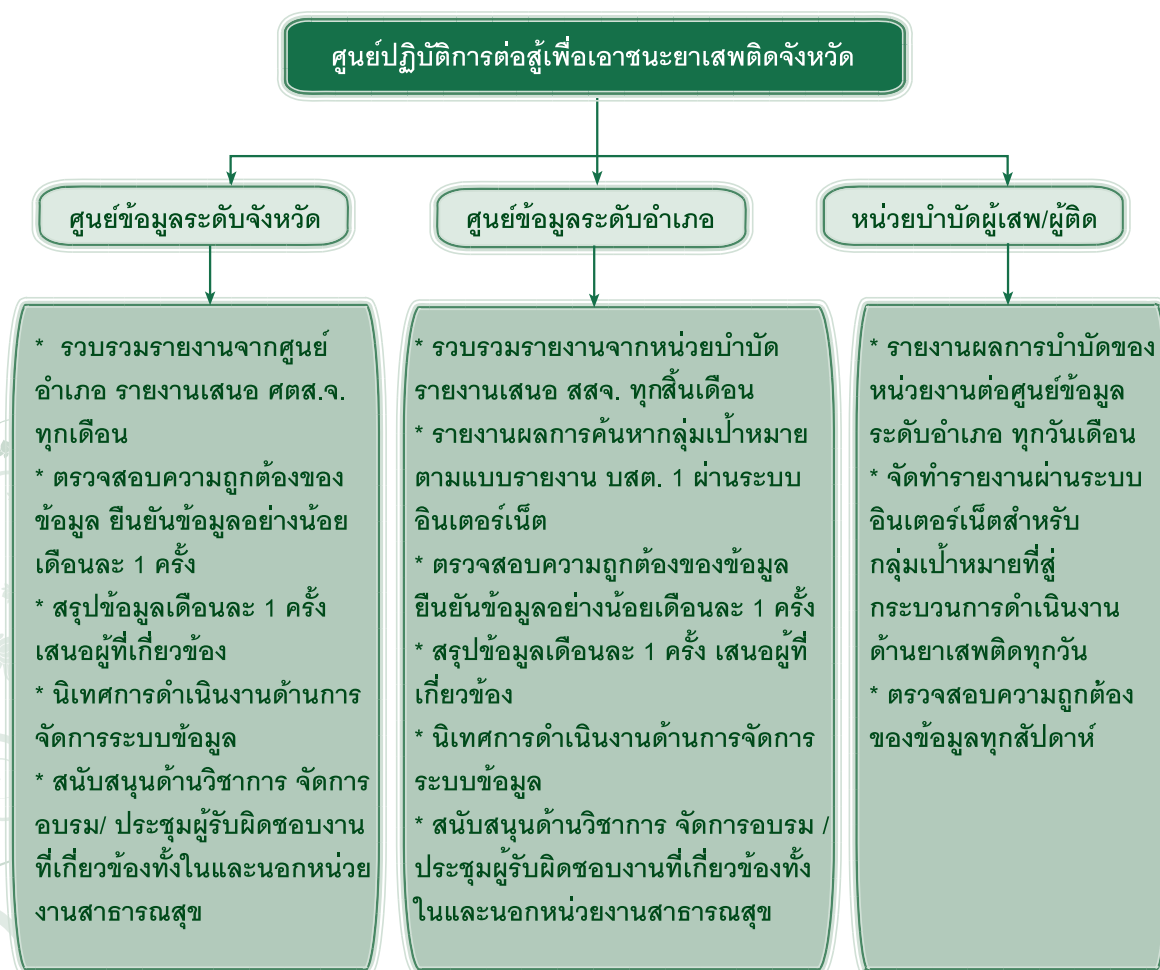 ศูนย์ปฏิบัติการต่อสู้เพื่อเอาชนะยาเสพติดจังหวัด
ศูนย์ข้อมูลระดับจังหวัด
ศูนย์ข้อมูลระดับอำเภอ
หน่วยบำบัดผู้เสพ/ผู้ติด
* รวบรวมรายงานจากศูนย์
อำเภอ รายงานเสนอ ศตส.จ.
ทุกเดือน
* ตรวจสอบความถูกต้องของ
ข้อมูล ยืนยันข้อมูลอย่างน้อย
เดือนละ 1 ครั้ง
* สรุปข้อมูลเดือนละ 1 ครั้ง
เสนอผู้ที่เกี่ยวข้อง
* นิเทศการดำเนินงานด้านการ
จัดการระบบข้อมูล
* สนับสนุนด้านวิชาการ จัดการ
อบรม/ ประชุมผู้รับผิดชอบงาน
ที่เกี่ยวข้องทั้งในและนอกหน่วย
งานสาธารณสุข
* รวบรวมรายงานจากหน่วยบำบัด
รายงานเสนอ สสจ. ทุกสิ้นเดือน
* รายงานผลการค้นหากลุ่มเป้าหมาย
ตามแบบรายงาน บสต. 1 ผ่านระบบ
อินเตอร์เน็ต
* ตรวจสอบความถูกต้องของข้อมูล
ยืนยันข้อมูลอย่างน้อยเดือนละ 1 ครั้ง
* สรุปข้อมูลเดือนละ 1 ครั้ง เสนอผู้ที่
เกี่ยวข้อง
* นิเทศการดำเนินงานด้านการจัดการ
ระบบข้อมูล
* สนับสนุนด้านวิชาการ จัดการอบรม /
ประชุมผู้รับผิดชอบงานที่เกี่ยวข้องทั้ง
ในและนอกหน่วยงานสาธารณสุข
* รายงานผลการบำบัดของ
หน่วยงานต่อศูนย์ข้อมูล
ระดับอำเภอ ทุกวันเดือน
* จัดทำรายงานผ่านระบบ
อินเตอร์เน็ตสำหรับ
กลุ่มเป้าหมายที่สู่
กระบวนการดำเนินงาน
ด้านยาเสพติดทุกวัน
* ตรวจสอบความถูกต้อง
ของข้อมูลทุกสัปดาห์